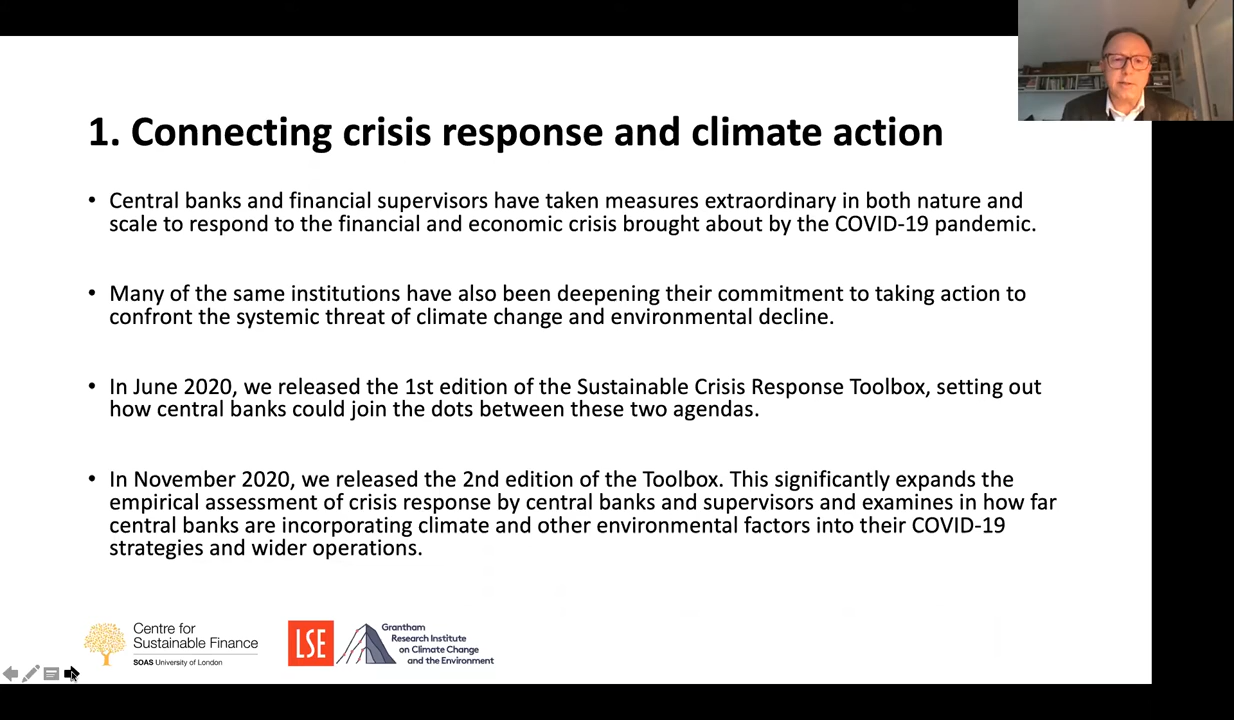 1. Connecting crisis response and climate action
• Central banks and financial supervisors have taken measures extraordinary in both nature and
scale to respond to the financial and economic crisis brought about by the COVID-19 pandemic.
• Many of the same institutions have also been deepening their commitment to taking action to
confront the systemic threat of climate change and environmental decline.
• In June 2020, we released the 1st edition of the Sustainable Crisis Response Toolbox, setting out
how central banks could join the dots between these two agendas.
• In November 2020, we released the 2nd edition of the Toolbox. This significantly expands the
empirical assessment of crisis response by central banks and supervisors and examines in how far
central banks are incorporating climate and other environmental factors into their COVID-19
strategies and wider operations.
Centre for
Sustainable Finance
SOAS University of London
LSE
Grantham
Research Institute
on Climate Change
and the Environment